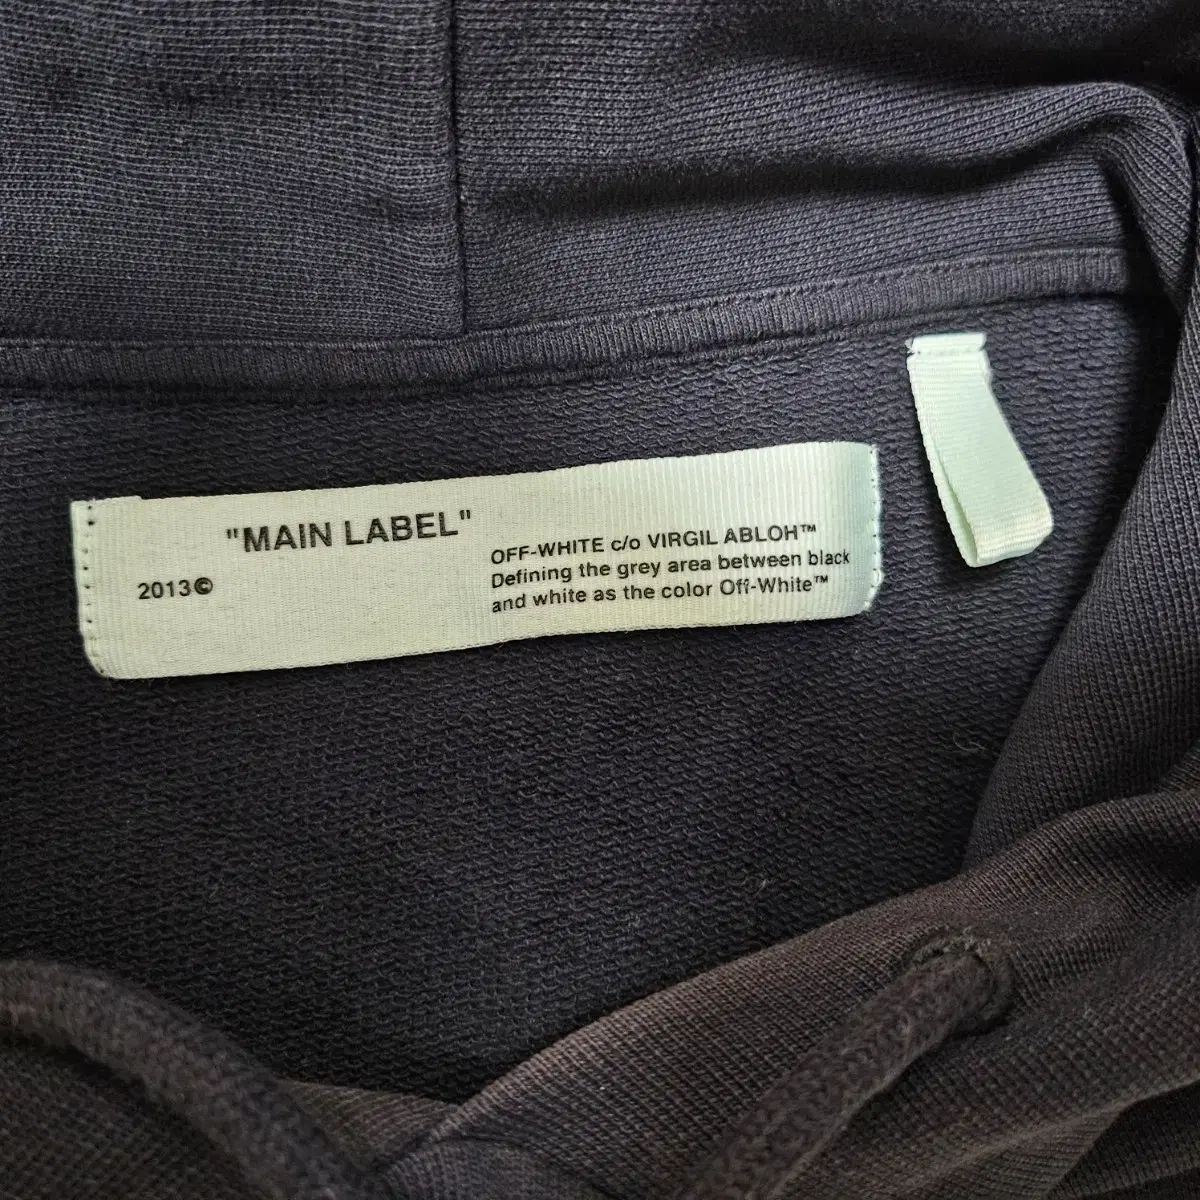 "MAIN LABEL"
2013©
OFF-WHITE c/o VIRGIL ABLOH™
Defining the grey area between black
and white as the color Off-White™